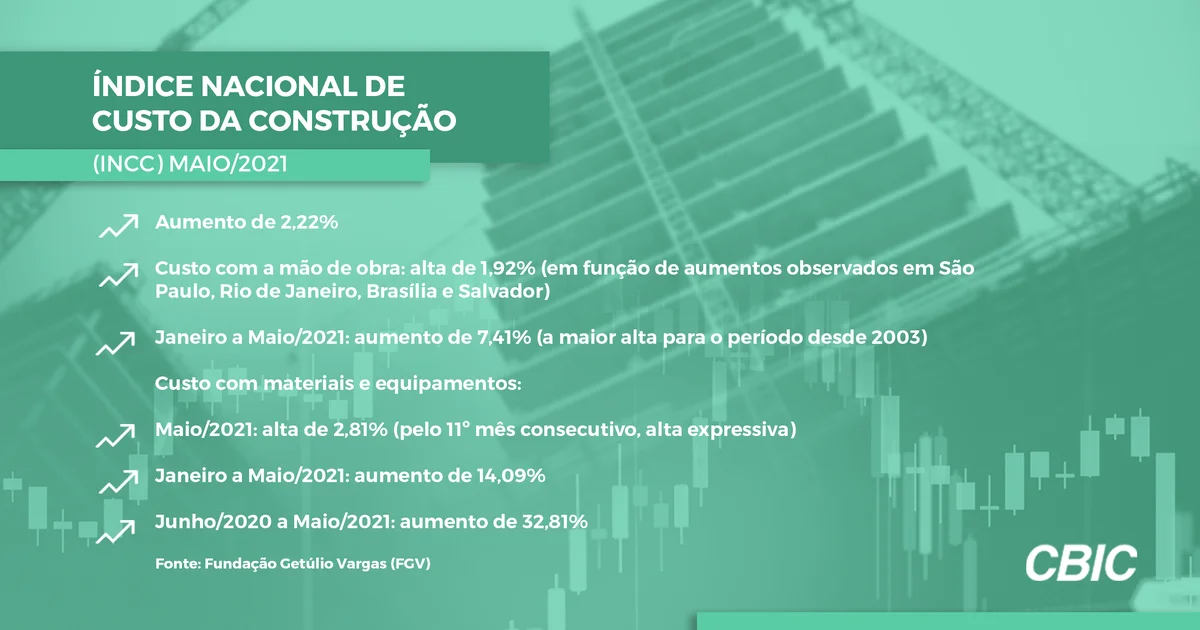 ÍNDICE NACIONAL DE
CUSTO DA CONSTRUÇÃO
(INCC) MAIO/2021
Aumento de 2,22%
Custo com a mão de obra: alta de 1,92% (em função de aumentos observados em São
Paulo, Rio de Janeiro, Brasília e Salvador)
Janeiro a Maio/2021: aumento de 7,41% (a maior alta para o período desde 2003)
Custo com materiais e equipamentos:
Maio/2021: alta de 2,81% (pelo 11º mês consecutivo, alta expressiva)
Janeiro a Maio/2021: aumento de 14,09%
Junho/2020 a Maio/2021: aumento de 32,81%
Fonte: Fundação Getúlio Vargas (FGV)
CBIC